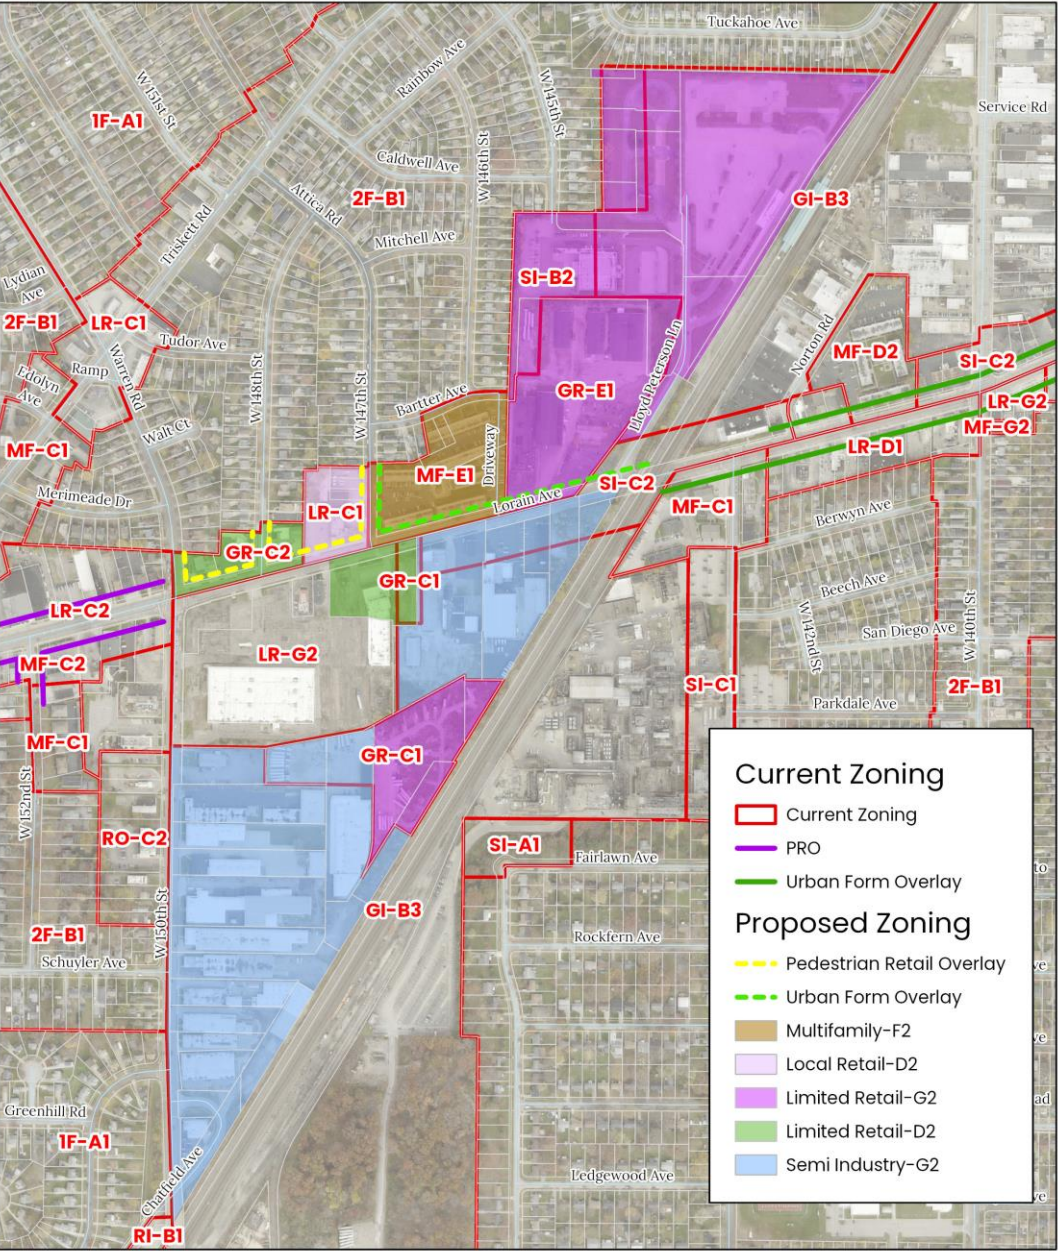 Tuckahoe Ave
Rainbow Ave
W 145th St
W 151st St
Service Rd
1F-A1
Caldwell Ave
W 146th St
2F-B1
Attica Rd
GI-B3
Triskett Rd
Mitchell Ave
Lydian
Ave
SI-B2
2F-B1
LR-C1
Norton Rd
Tudor Ave
MF-D2
SI-C2
Ramp
Warren Rd
Edolyn
Ave
W 148th St
W 147th St
Bartter Ave
GR-E1
Lloyd Peterson Ln
LR-G2
MF-G2
Walt Ct
MF-C1
LR-D1
Driveway
MF-E1
SI-C2
Merimeade Dr
Lorain Ave
LR-C1
MF-C1
Berwyn Ave
GR-C2
GR-C1
Beech Ave
LR-C2
W 142nd St
San Diego Ave
W 140th St
LR-G2
MF-C2
SI-C1
2F-B1
Parkdale Ave
MF-C1
GR-C1
W 152nd St
RO-C2
SI-A1
Fairlawn Ave
GI-B3
W 150th St
2F-B1
Rockfern Ave
Schuyler Ave
Greenhill Rd
1F-A1
Chatfield Ave
Ledgewood Ave
RI-B1
Current Zoning
Current Zoning
PRO
Urban Form Overlay
Proposed Zoning
Pedestrian Retail Overlay
Urban Form Overlay
Multifamily-F2
Local Retail-D2
Limited Retail-G2
Limited Retail-D2
Semi Industry-G2
to
ve
ve
ad
ve